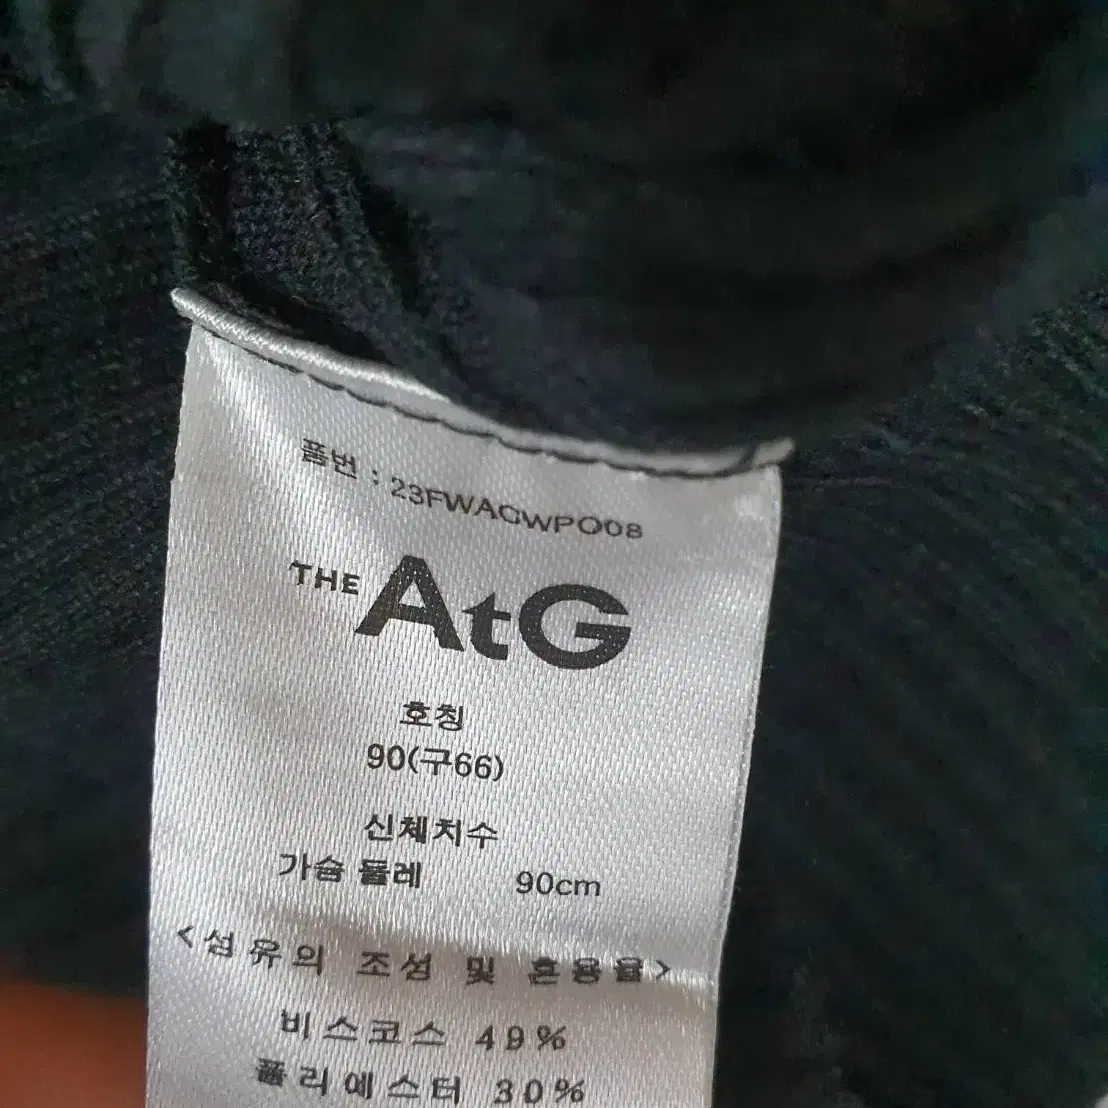 품번 : 23FWAGWPO08
THE AtG
호칭
90(구66)
신체치수
가슴 둘레 90cm
<섬유의 조성 및 혼용율>
비스코스 49%
폴리에스터 30%